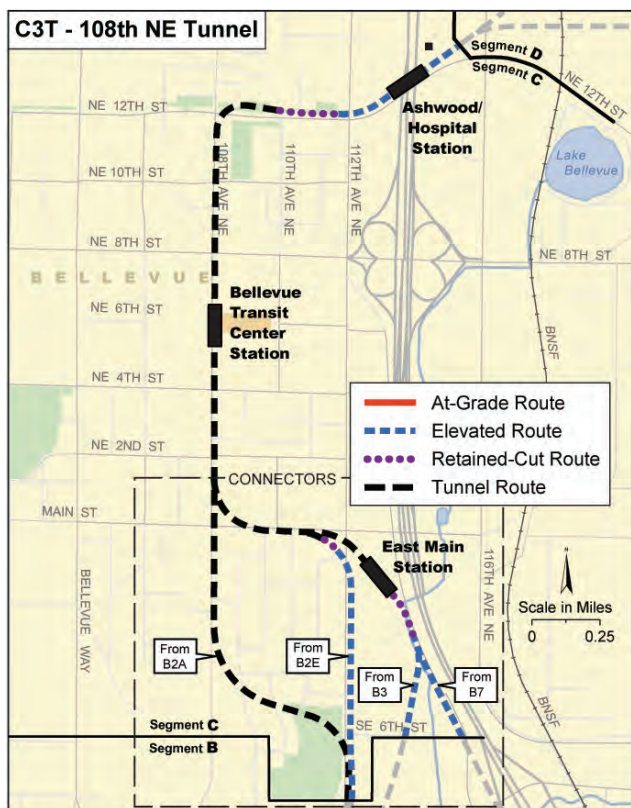 C3T - 108th NE Tunnel
Segment D
Segment C
NE 12TH ST
NE 12TH ST
Ashwood/
Hospital
Station
Lake
Bellevue
108TH AVE NE
110TH AVE NE
112TH AVE NE
NE 10TH ST
NE 8TH ST
NE 8TH ST
BELLEVUE
NE 6TH ST
Bellevue
Transit
Center
Station
BNSF
NE 4TH ST
At-Grade Route
Elevated Route
Retained-Cut Route
Tunnel Route
NE 2ND ST
CONNECTORS
MAIN ST
East Main
Station
116TH AVE NE
N
Scale in Miles
0 0.25
BELLEVUE WAY
From
B2A
From
B2E
From
B3
From
B7
Segment C
Segment B
SE 6TH ST
BNSF